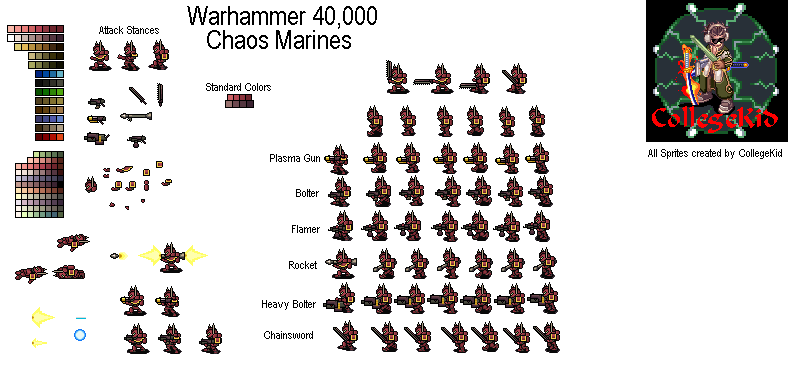 Warhammer 40,000
Chaos Marines
Attack Stances
Standard Colors
Plasma Gun
Bolter
Flamer
Rocket
Heavy Bolter
Chainsword
CollegeKid
All Sprites created by CollegeKid